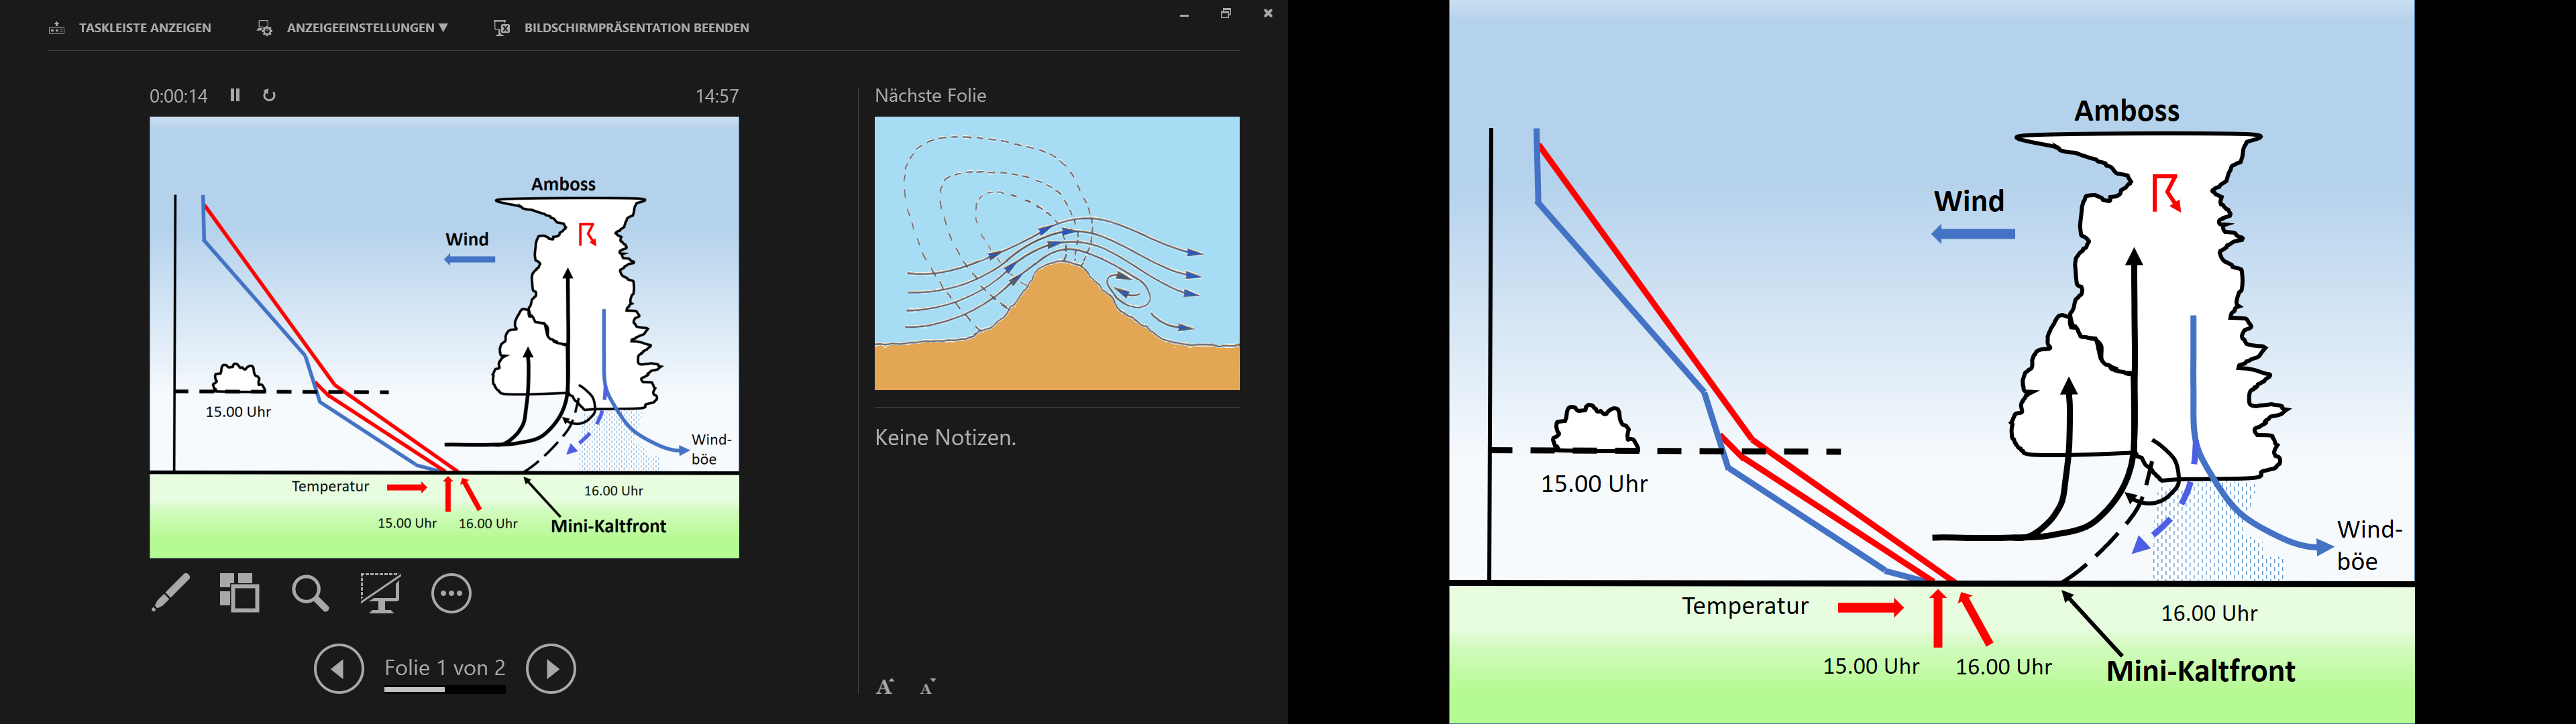 TASKLEISTE ANZEIGEN
ANZEIGEEINSTELLUNGEN ▼
BILDSCHIRMPRÄSENTATION BEENDEN
0:00:14
14:57
Amboss
Wind
15.00 Uhr
Wind-
böe
Temperatur
16.00 Uhr
15.00 Uhr
16.00 Uhr
Mini-Kaltfront
Folie 1 von 2
Nächste Folie
Keine Notizen.
A
A
Amboss
Wind
15.00 Uhr
Wind-
böe
Temperatur
16.00 Uhr
15.00 Uhr
16.00 Uhr
Mini-Kaltfront